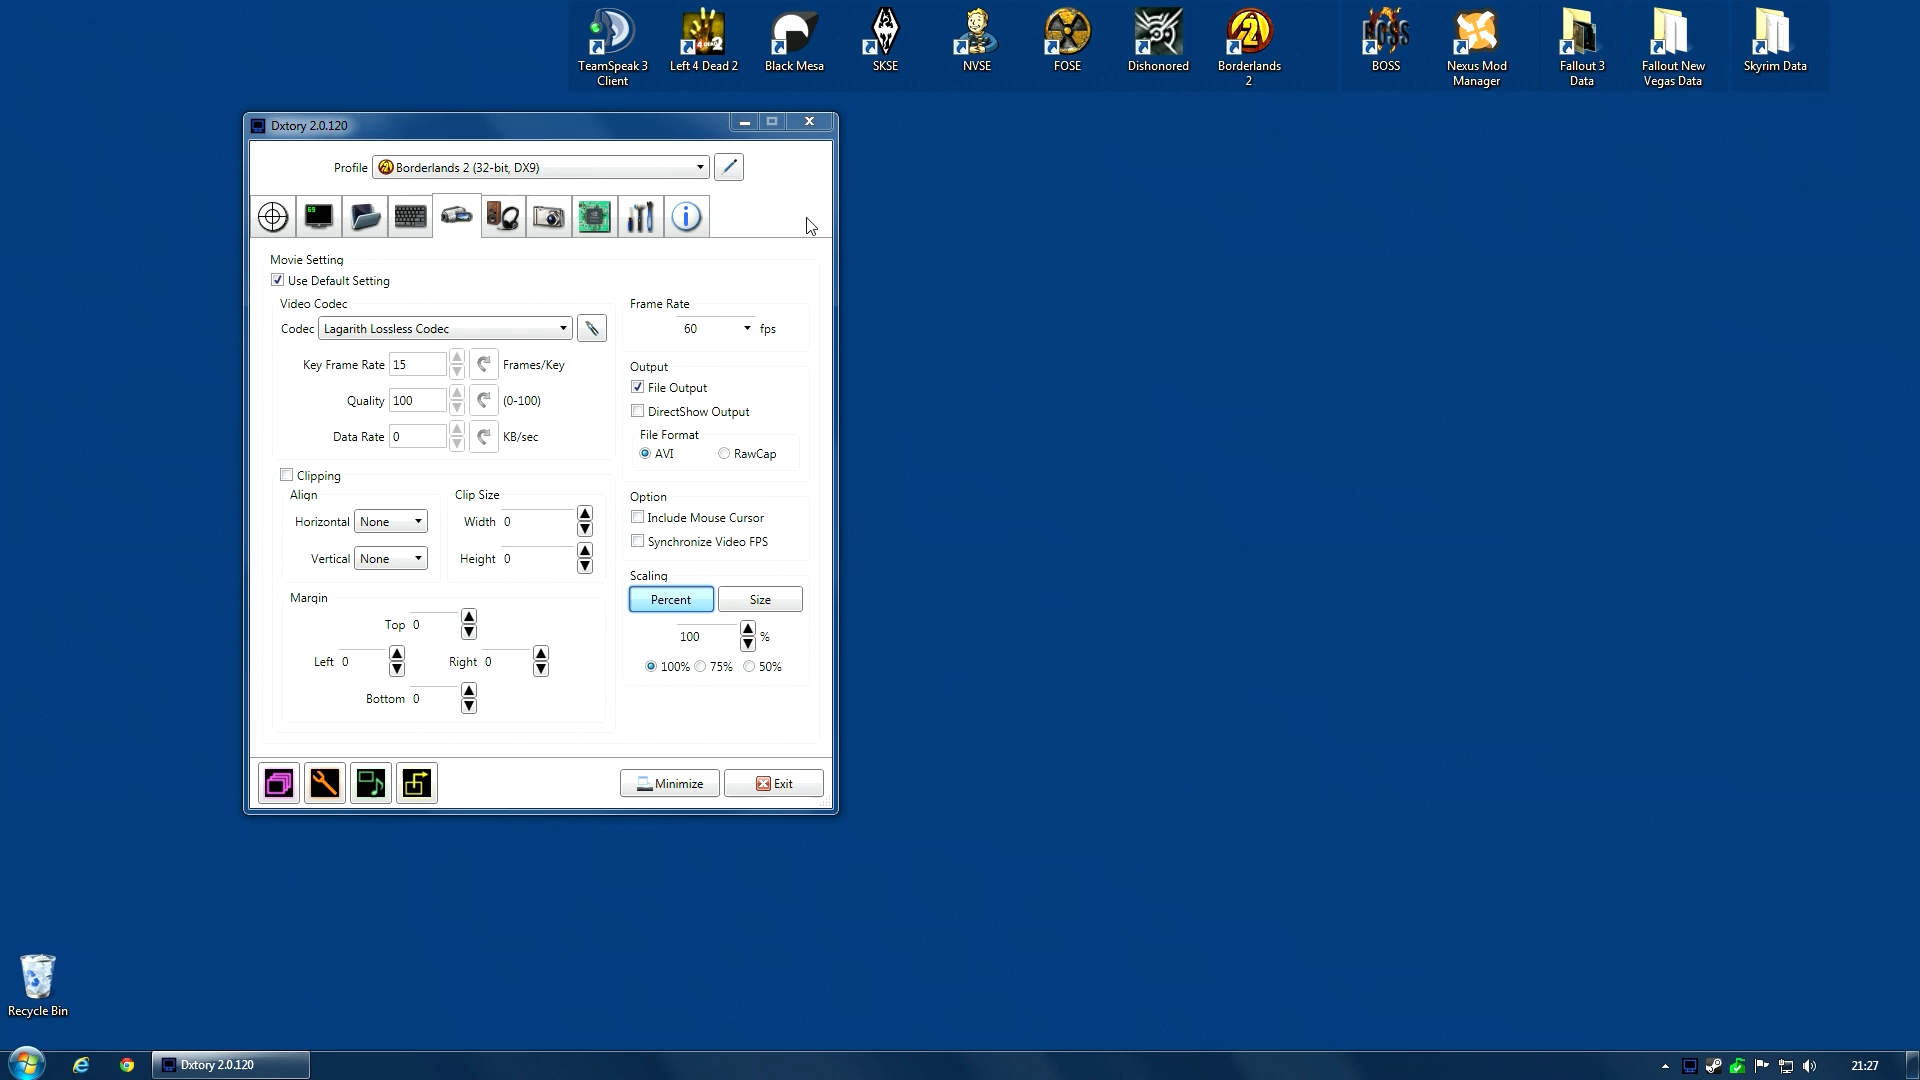 TeamSpeak 3
Client
Left 4 Dead 2
Black Mesa
SKSE
NVSE
FOSE
Dishonored
Borderlands
2
BOSS
Nexus Mod
Manager
Fallout 3
Data
Fallout New
Vegas Data
Skyrim Data
Dxtory 2.0.120
Profile Borderlands 2 (32-bit, DX9)
Movie Setting
Use Default Setting
Video Codec
Codec Lagarith Lossless Codec
Key Frame Rate 15 Frames/Key
Quality 100 (0-100)
Data Rate 0 KB/sec
Frame Rate
60 fps
Output
File Output
DirectShow Output
File Format
AVI RawCap
Clipping
Align
Horizontal None
Vertical None
Clip Size
Width 0
Height 0
Option
Include Mouse Cursor
Synchronize Video FPS
Margin
Top 0
Left 0 Right 0
Bottom 0
Scaling
Percent Size
100 %
100% 75% 50%
Minimize Exit
Recycle Bin
Dxtory 2.0.120
21:27